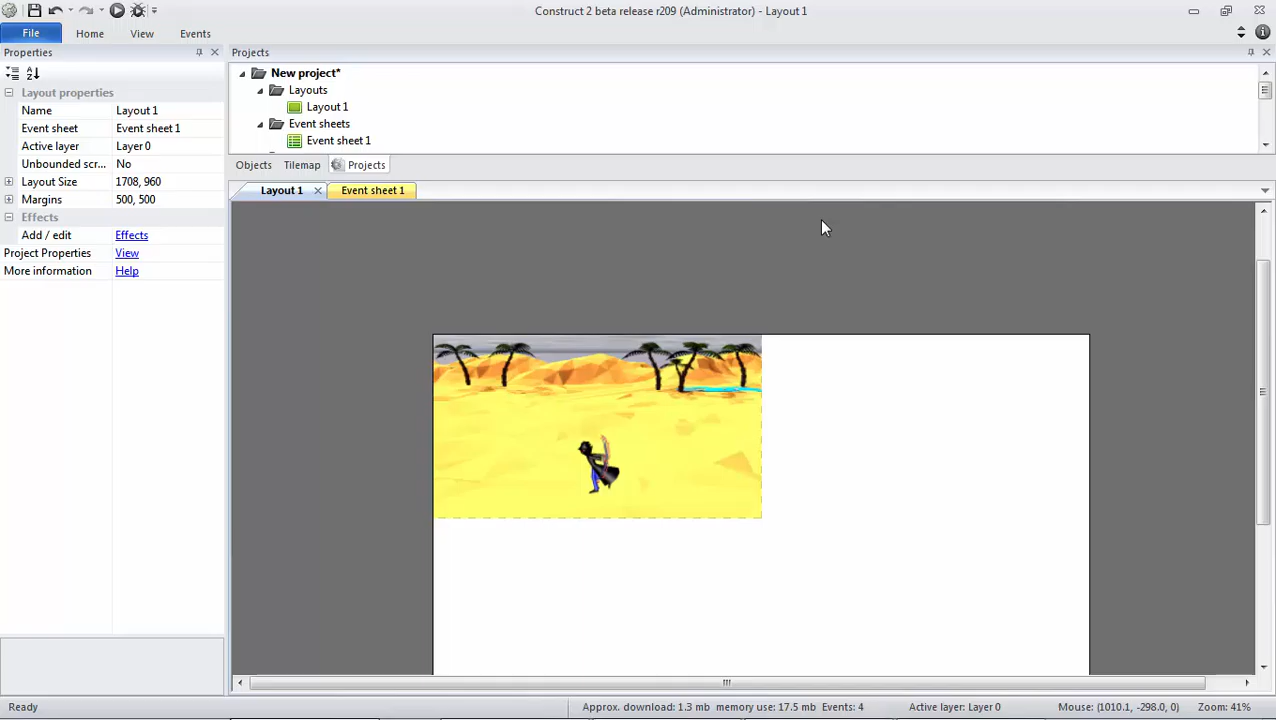 Construct 2 beta release r209 (Administrator) - Layout 1
File Home View Events
Properties
Layout properties
Name Layout 1
Event sheet Event sheet 1
Active layer Layer 0
Unbounded scr... No
Layout Size 1708, 960
Margins 500, 500
Effects
Add / edit Effects
Project Properties View
More information Help
Projects
New project*
Layouts
Layout 1
Event sheets
Event sheet 1
Objects Tilemap Projects
Layout 1 Event sheet 1
Ready Approx. download: 1.3 mb memory use: 17.5 mb Events: 4 Active layer: Layer 0 Mouse: (1010.1, -298.0, 0) Zoom: 41%